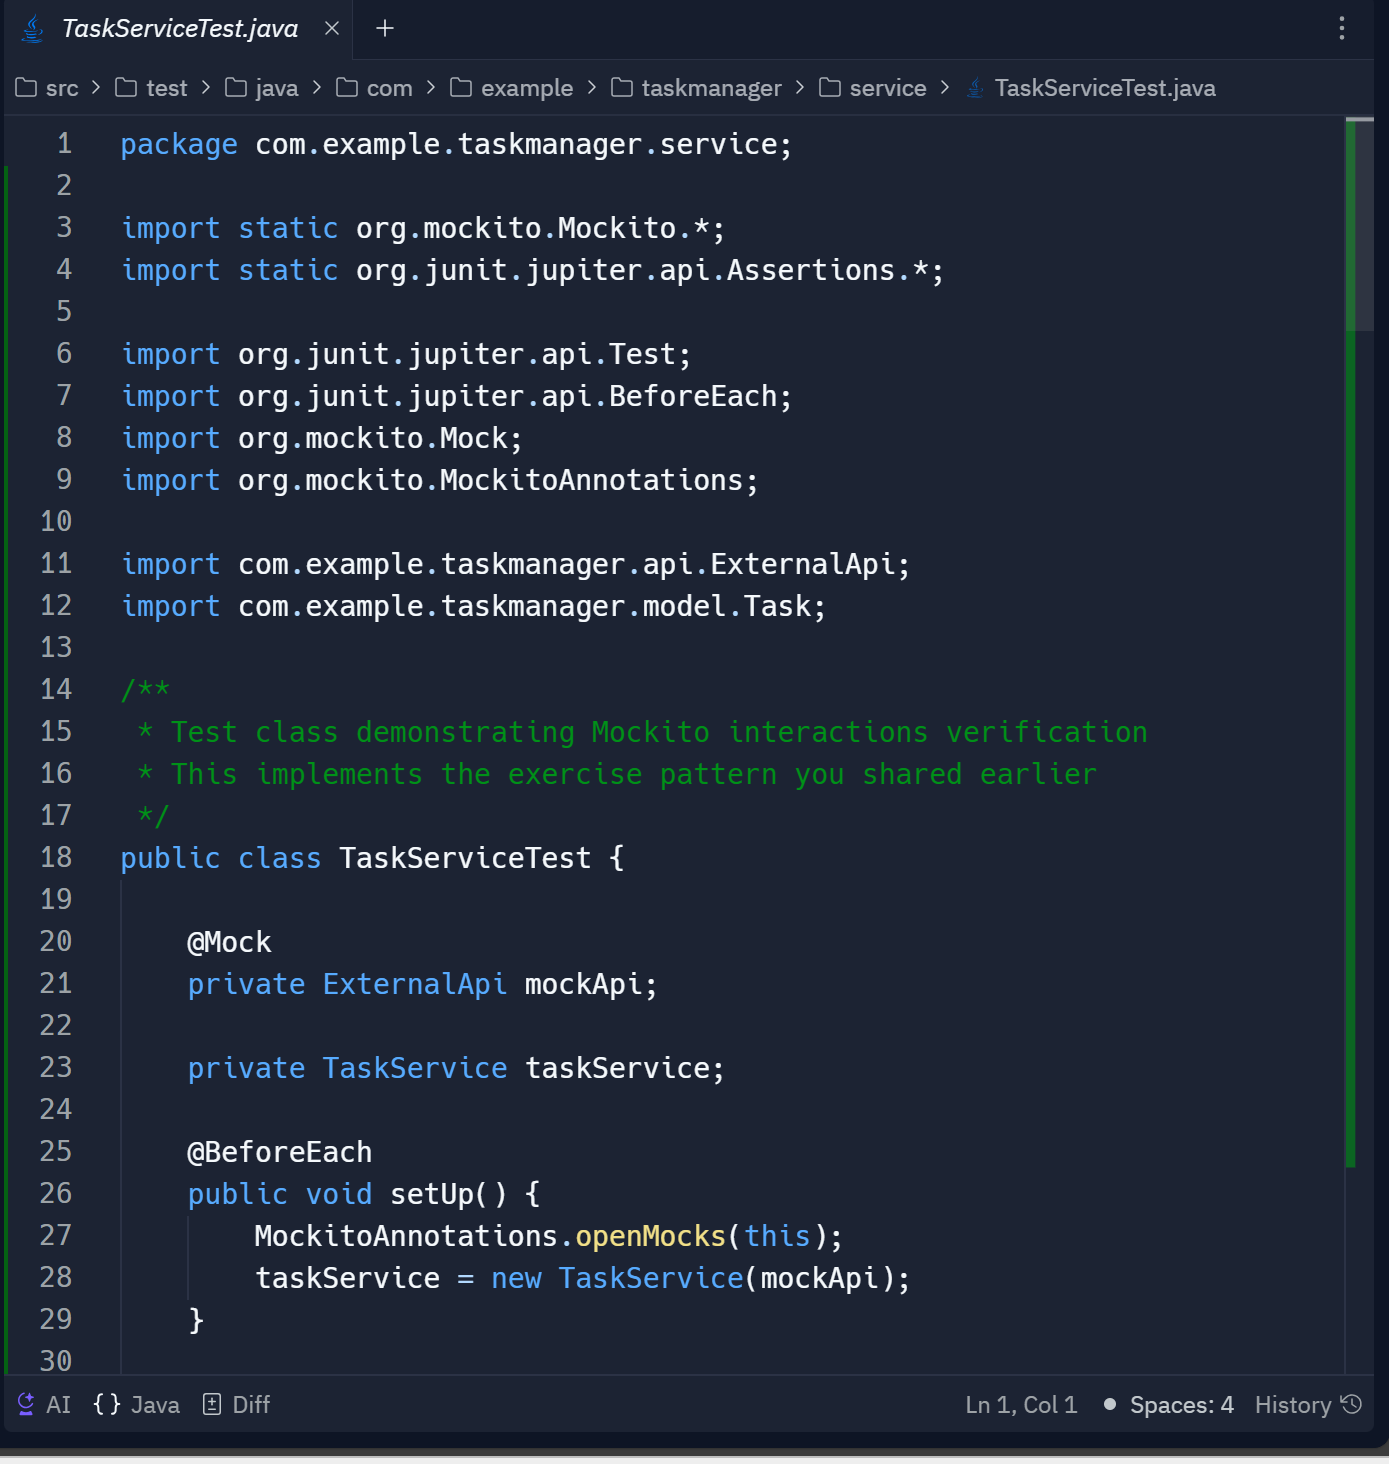 TaskServiceTest.java
src > test > java > com > example > taskmanager > service > TaskServiceTest.java
1 package com.example.taskmanager.service;
2
3 import static org.mockito.Mockito.*;
4 import static org.junit.jupiter.api.Assertions.*;
5
6 import org.junit.jupiter.api.Test;
7 import org.junit.jupiter.api.BeforeEach;
8 import org.mockito.Mock;
9 import org.mockito.MockitoAnnotations;
10
11 import com.example.taskmanager.api.ExternalApi;
12 import com.example.taskmanager.model.Task;
13
14 /**
15  * Test class demonstrating Mockito interactions verification
16  * This implements the exercise pattern you shared earlier
17  */
18 public class TaskServiceTest {
19
20     @Mock
21     private ExternalApi mockApi;
22
23     private TaskService taskService;
24
25     @BeforeEach
26     public void setUp() {
27         MockitoAnnotations.openMocks(this);
28         taskService = new TaskService(mockApi);
29     }
30
AI {} Java Diff Ln 1, Col 1 Spaces: 4 History